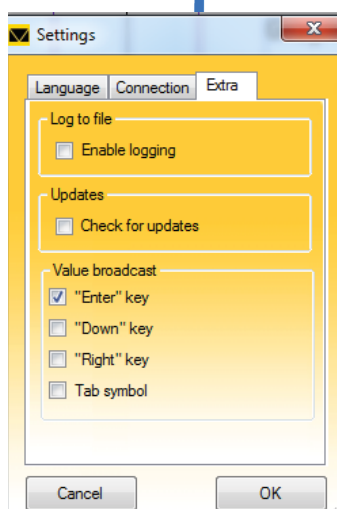 Settings
X
Language Connection Extra
Log to file
Enable logging
Updates
Check for updates
Value broadcast
"Enter" key
"Down" key
"Right" key
Tab symbol
Cancel OK